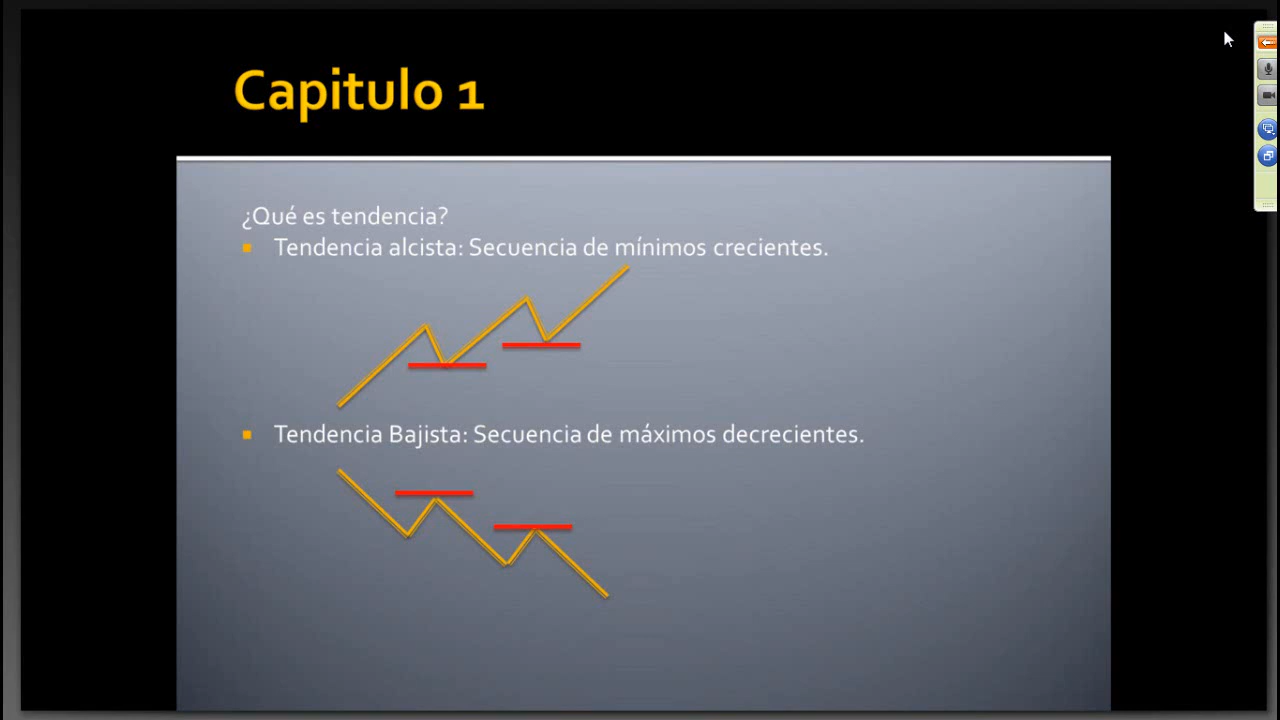 Capitulo 1
¿Qué es tendencia?
Tendencia alcista: Secuencia de mínimos crecientes.
Tendencia Bajista: Secuencia de máximos decrecientes.